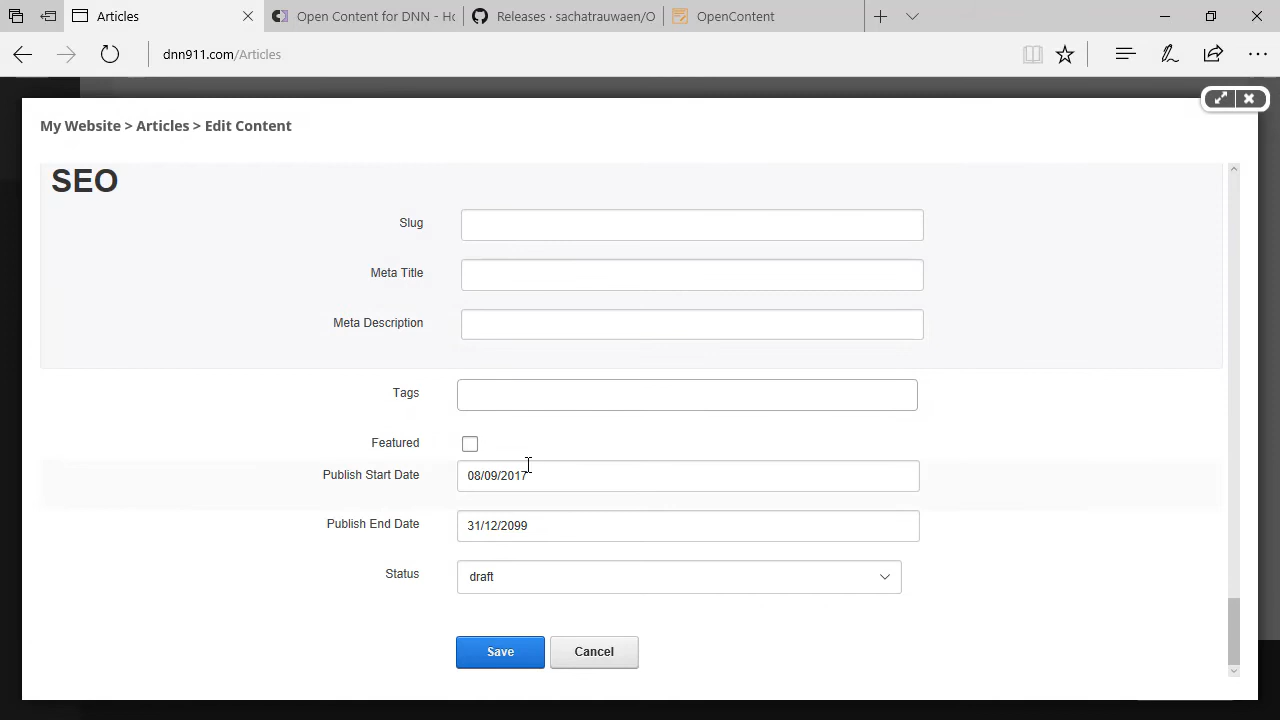 Articles
Open Content for DNN - Ho
Releases · sachatrauwaen/O
OpenContent
dnn911.com/Articles
My Website > Articles > Edit Content
SEO
Slug
Meta Title
Meta Description
Tags
Featured
Publish Start Date
08/09/2017
Publish End Date
31/12/2099
Status
draft
Save
Cancel